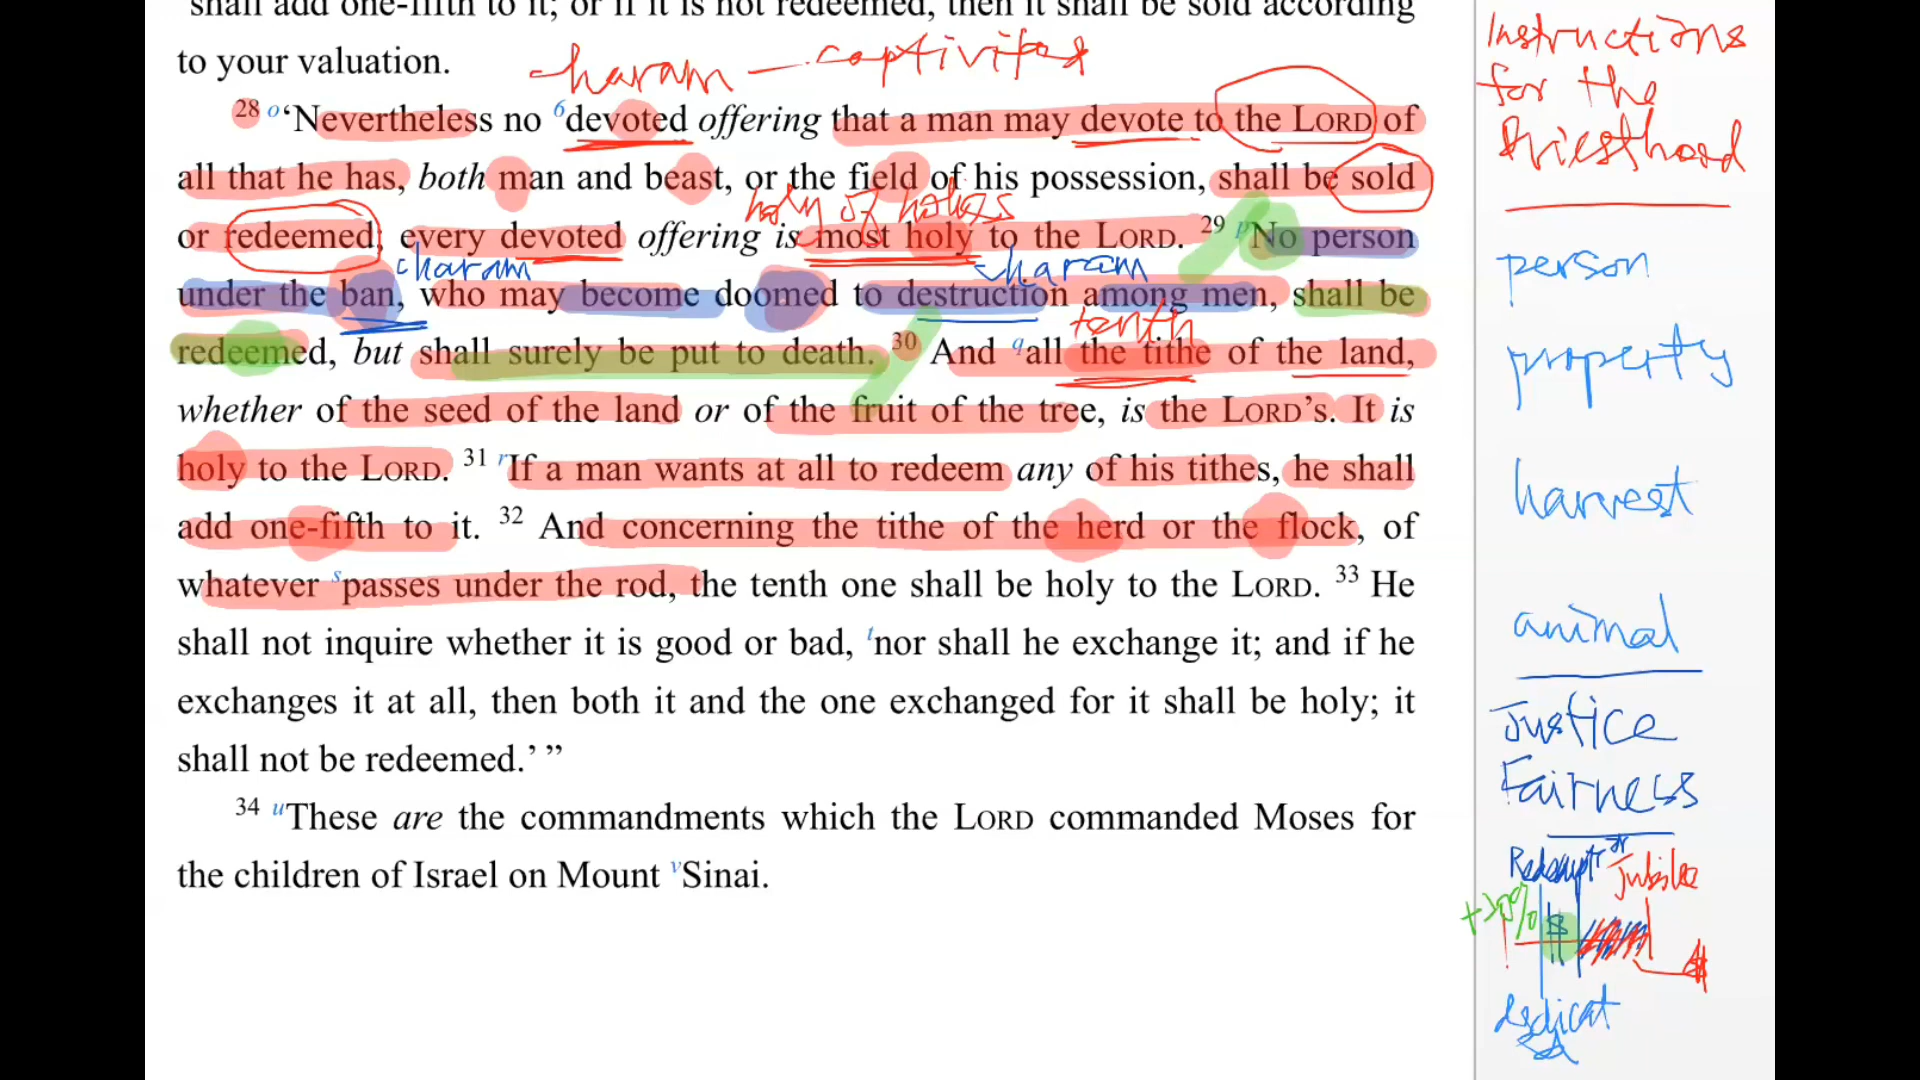 shall add one-fifth to it; or if it is not redeemed, then it shall be sold according
to your valuation.
charam — captivited
28 o‘Nevertheless no 6devoted offering that a man may devote to the LORD of
all that he has, both man and beast, or the field of his possession, shall be sold
holy of holies
or redeemed; every devoted offering is most holy to the LORD. 29 pNo person
charam charam
under the ban, who may become doomed to destruction among men, shall be
tenth
redeemed, but shall surely be put to death. 30 And qall the tithe of the land,
whether of the seed of the land or of the fruit of the tree, is the LORD’s. It is
holy to the LORD. 31 rIf a man wants at all to redeem any of his tithes, he shall
add one-fifth to it. 32 And concerning the tithe of the herd or the flock, of
whatever spasses under the rod, the tenth one shall be holy to the LORD. 33 He
shall not inquire whether it is good or bad, tnor shall he exchange it; and if he
exchanges it at all, then both it and the one exchanged for it shall be holy; it
shall not be redeemed.’ ”
34 uThese are the commandments which the LORD commanded Moses for
the children of Israel on Mount vSinai.
Instructions
for the
Priesthood
person
property
harvest
animal
Justice
Fairness
Jubilee
+20%
$